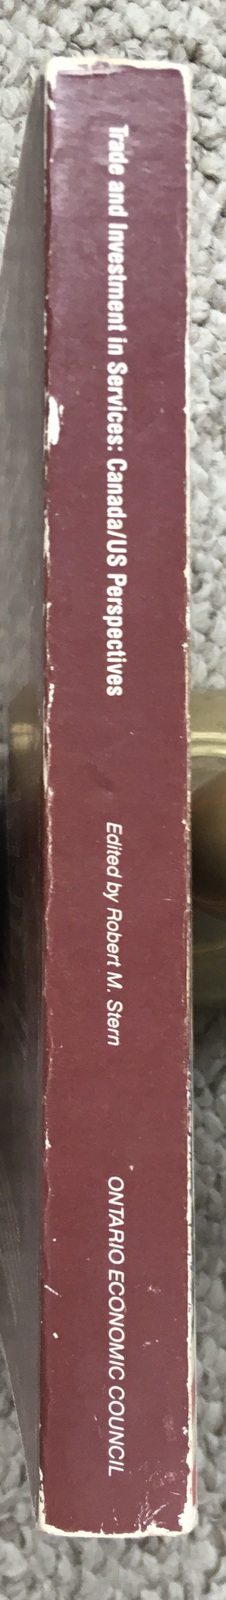 Trade and Investment in Services: Canada/US Perspectives
Edited by Robert M. Stern
ONTARIO ECONOMIC COUNCIL